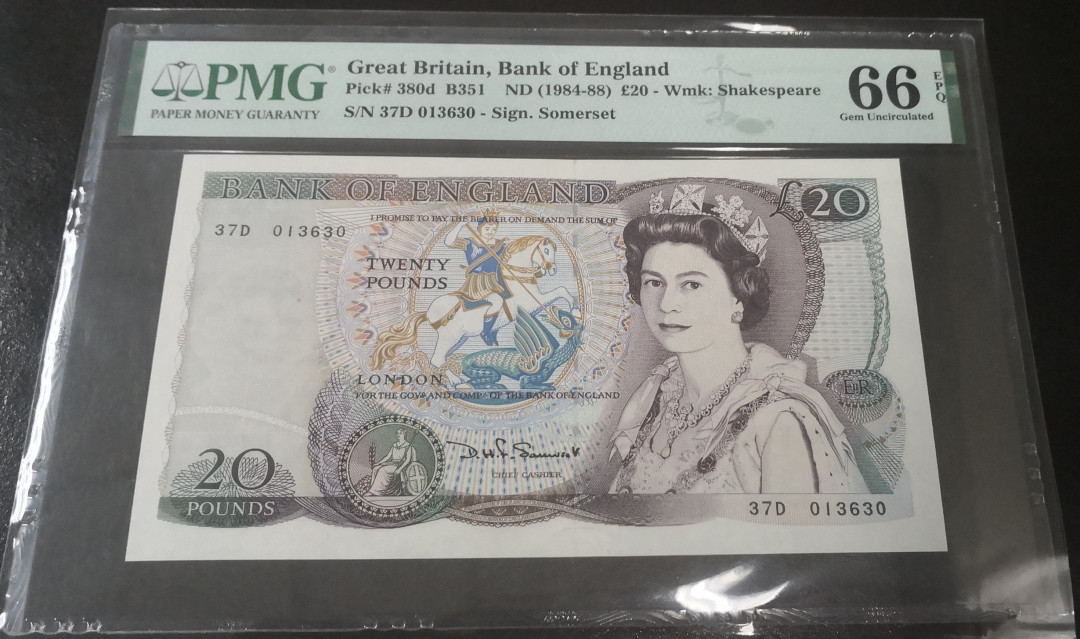 PMG®
PAPER MONEY GUARANTY
Great Britain, Bank of England
Pick# 380d B351 ND (1984-88) £20 - Wmk: Shakespeare
S/N 37D 013630 - Sign. Somerset
66
EPQ
Gem Uncirculated
BANK OF ENGLAND
£20
I PROMISE TO PAY THE BEARER ON DEMAND THE SUM OF
37D 013630
TWENTY
POUNDS
LONDON
FOR THE GOVR AND COMPA OF THE BANK OF ENGLAND
E II R
D.H.F. Somerset
CHIEF CASHIER
20
POUNDS
37D 013630